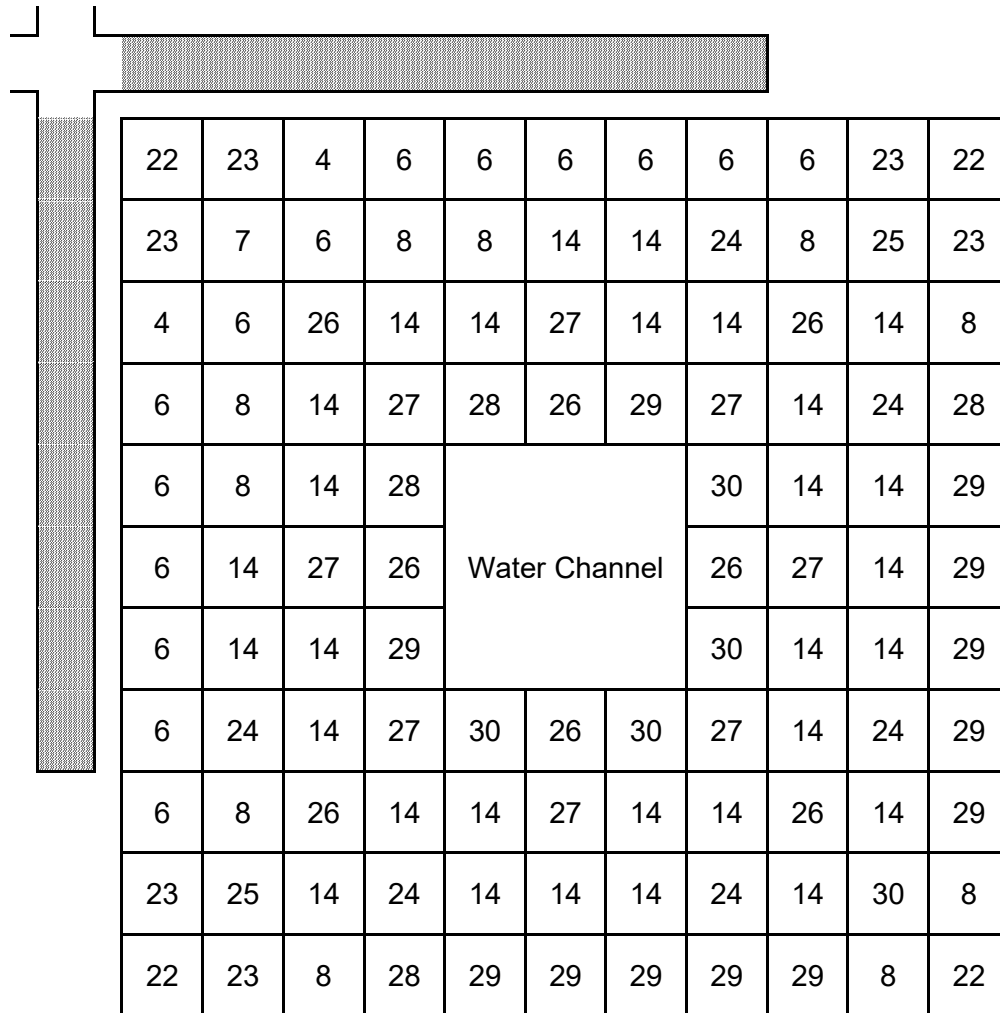 22 23 4 6 6 6 6 6 6 23 22
23 7 6 8 8 14 14 24 8 25 23
4 6 26 14 14 27 14 14 26 14 8
6 8 14 27 28 26 29 27 14 24 28
6 8 14 28 30 14 14 29
6 14 27 26 Water Channel 26 27 14 29
6 14 14 29 30 14 14 29
6 24 14 27 30 26 30 27 14 24 29
6 8 26 14 14 27 14 14 26 14 29
23 25 14 24 14 14 14 24 14 30 8
22 23 8 28 29 29 29 29 29 8 22